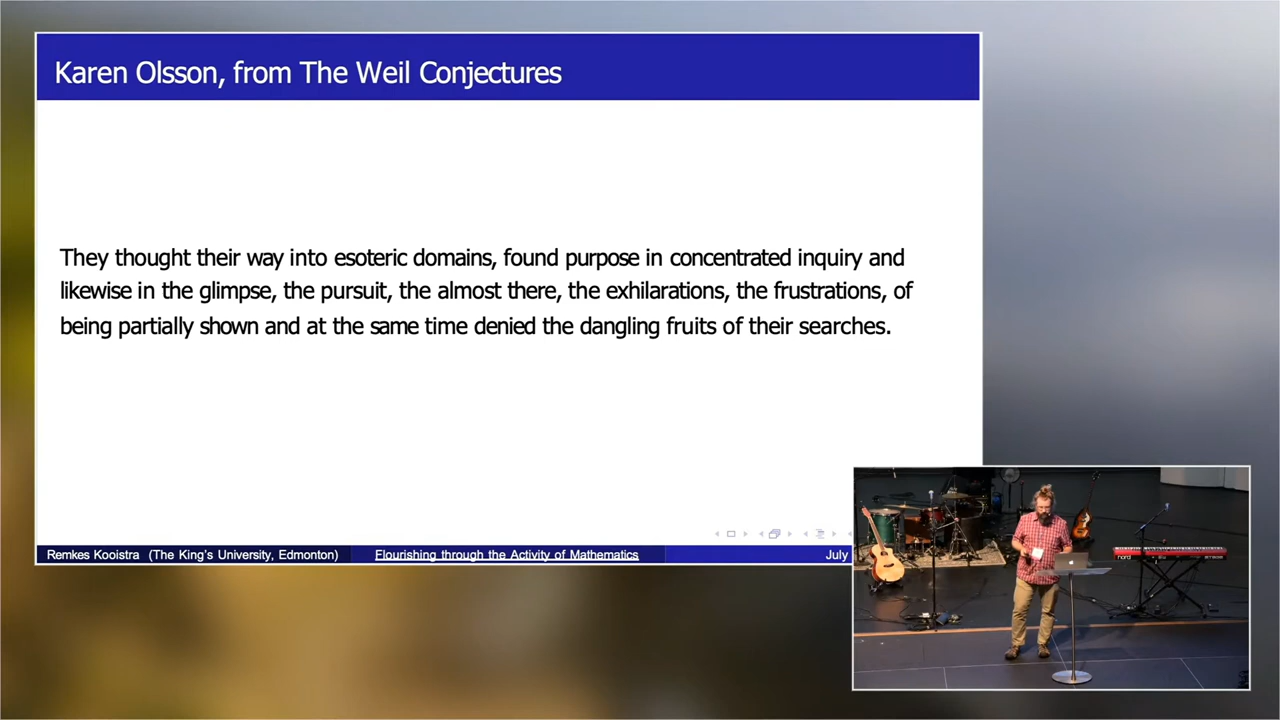 Karen Olsson, from The Weil Conjectures
They thought their way into esoteric domains, found purpose in concentrated inquiry and
likewise in the glimpse, the pursuit, the almost there, the exhilarations, the frustrations, of
being partially shown and at the same time denied the dangling fruits of their searches.
Remkes Kooistra (The King's University, Edmonton) Flourishing through the Activity of Mathematics July
nord